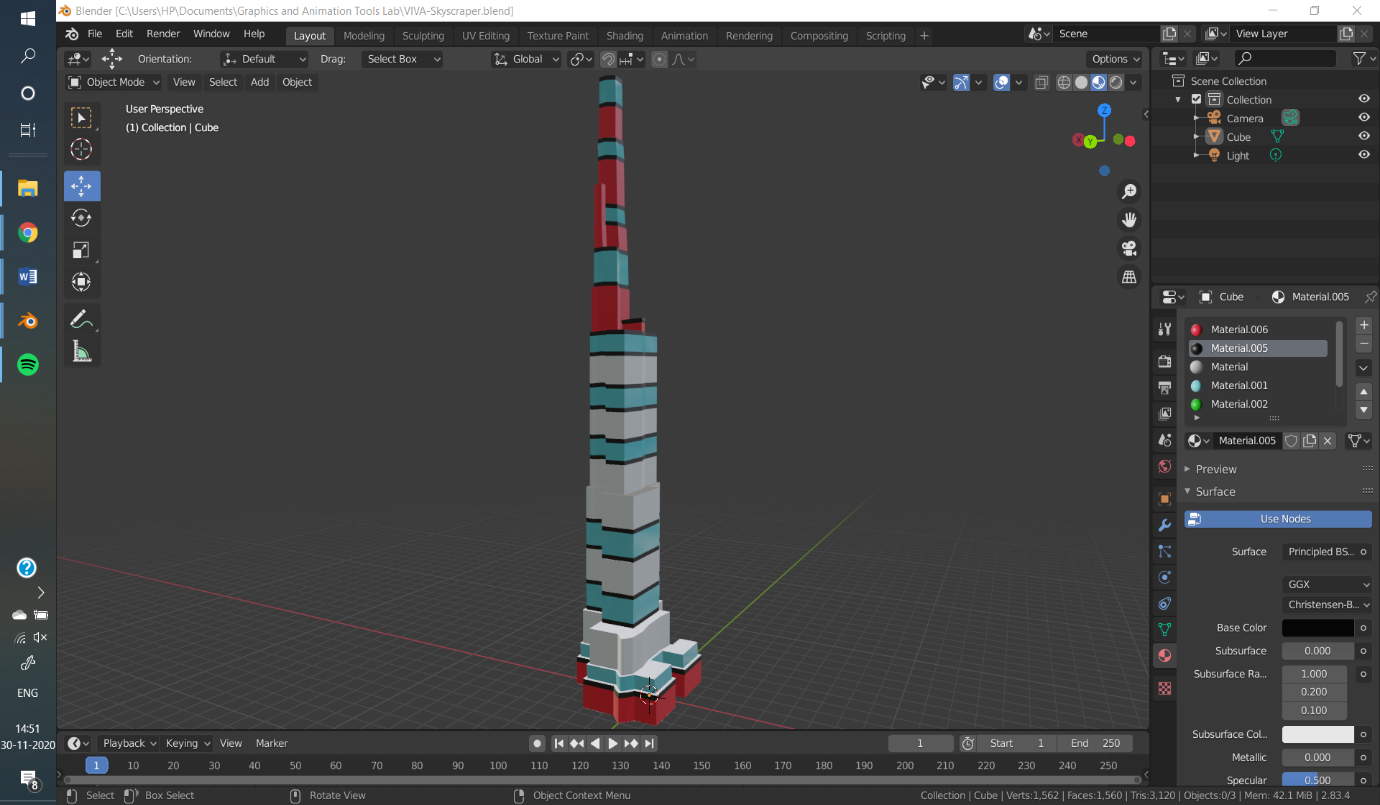 Blender [C:\Users\HP\Documents\Graphics and Animation Tools Lab\VIVA-Skyscraper.blend]
File Edit Render Window Help Layout Modeling Sculpting UV Editing Texture Paint Shading Animation Rendering Compositing Scripting + Scene View Layer
Orientation: Default Drag: Select Box Global Options
Object Mode View Select Add Object
User Perspective
(1) Collection | Cube
Z
Y
X
Scene Collection
Collection
Camera
Cube
Light
Cube Material.005
Material.006
Material.005
Material
Material.001
Material.002
Material.005
Preview
Surface
Use Nodes
Surface Principled BS...
GGX
Christensen-B...
Base Color
Subsurface 0.000
Subsurface Ra... 1.000
0.200
0.100
Subsurface Col...
Metallic 0.000
Specular 0.500
Playback Keying View Marker 1 Start 1 End 250
1 10 20 30 40 50 60 70 80 90 100 110 120 130 140 150 160 170 180 190 200 210 220 230 240 250
Select Box Select Rotate View Object Context Menu Collection | Cube | Verts:1,562 | Faces:1,560 | Tris:3,120 | Objects:0/3 | Mem: 42.1 MiB | 2.83.4
W
?
ENG
14:51
30-11-2020
8